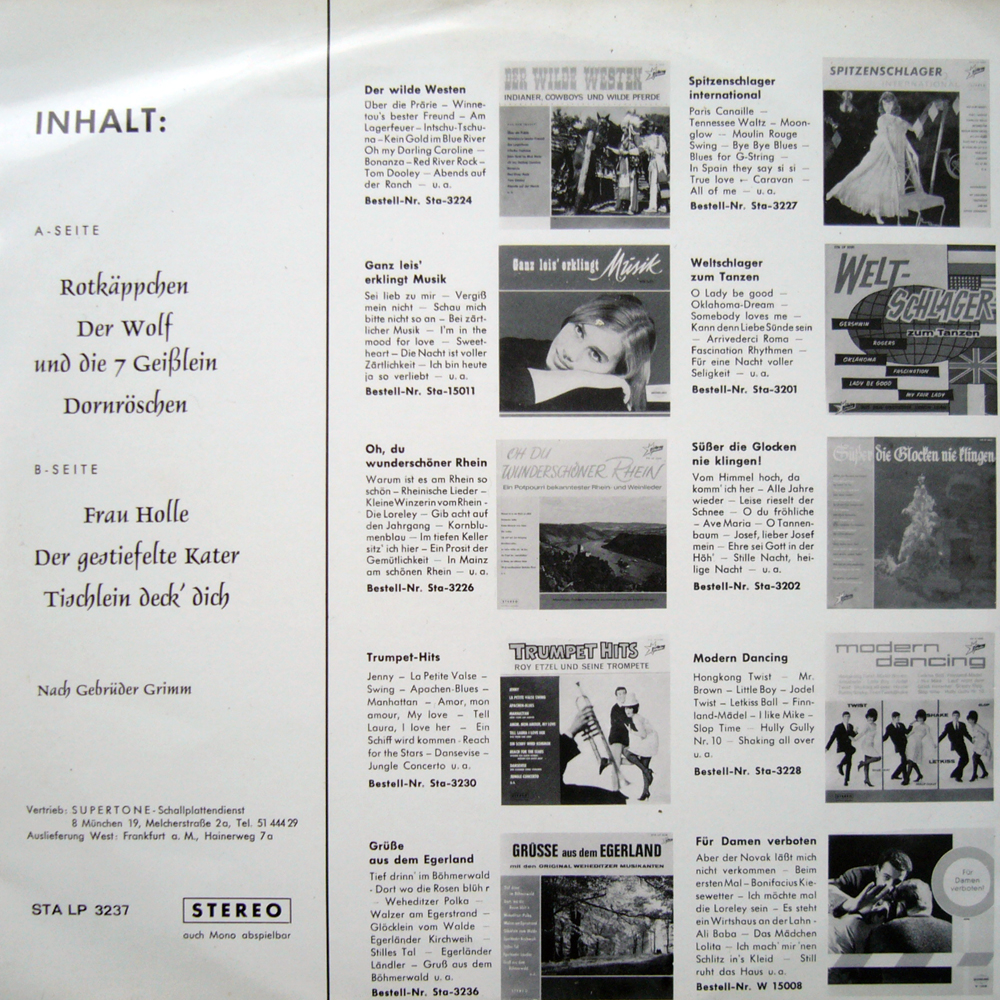 INHALT:
A-SEITE
Rotkäppchen
Der Wolf
und die 7 Geißlein
Dornröschen
B-SEITE
Frau Holle
Der gestiefelte Kater
Tischlein deck' dich
Nach Gebrüder Grimm
Vertrieb: SUPERTONE-Schallplattendienst
8 München 19, Melcherstraße 2a, Tel. 51 444 29
Auslieferung West: Frankfurt a. M., Hainerweg 7a
STA LP 3237
STEREO
auch Mono abspielbar
Der wilde Westen
Über die Prärie – Winne-
tou's bester Freund – Am
Lagerfeuer – Intschu-Tschu-
na – Kein Gold im Blue River
Oh my Darling Caroline –
Bonanza – Red River Rock –
Tom Dooley – Abends auf
der Ranch – u. a.
Bestell-Nr. Sta-3224
DER WILDE WESTEN
INDIANER, COWBOYS UND WILDE PFERDE
Ganz leis'
erklingt Musik
Sei lieb zu mir – Vergiß
mein nicht – Schau mich
bitte nicht so an – Bei zärt-
licher Musik – I'm in the
mood for love – Sweet-
heart – Die Nacht ist voller
Zärtlichkeit – Ich bin heute
ja so verliebt – u. a.
Bestell-Nr. Sta-15011
Ganz leis' erklingt Musik
Oh, du
wunderschöner Rhein
Warum ist es am Rhein so
schön – Rheinische Lieder –
Kleine Winzerin vom Rhein -
Die Loreley – Gib acht auf
den Jahrgang – Kornblu-
menblau – Im tiefen Keller
sitz' ich hier – Ein Prosit der
Gemütlichkeit – In Mainz
am schönen Rhein – u. a.
Bestell-Nr. Sta-3226
OH DU
WUNDERSCHÖNER RHEIN
Ein Potpourri bekanntester Rhein- und Weinlieder
Trumpet-Hits
Jenny – La Petite Valse –
Swing – Apachen-Blues –
Manhattan – Amor, mon
amour, My love – Tell
Laura, I love her – Ein
Schiff wird kommen - Reach
for the Stars – Dansevise –
Jungle Concerto u. a.
Bestell-Nr. Sta-3230
TRUMPET HITS
ROY ETZEL UND SEINE TROMPETE
Grüße
aus dem Egerland
Tief drinn' im Böhmerwald
- Dort wo die Rosen blüh'n
- Weheditzer Polka –
Walzer am Egerstrand –
Glöcklein vom Walde –
Egerländer Kirchweih –
Stilles Tal – Egerländer
Ländler – Gruß aus dem
Böhmerwald u. a.
Bestell-Nr. Sta-3236
GRÜSSE aus dem EGERLAND
mit den ORIGINAL WEHEDITZER MUSIKANTEN
Spitzenschlager
international
Paris Canaille –
Tennessee Waltz – Moon-
glow – Moulin Rouge
Swing – Bye Bye Blues –
Blues for G-String –
In Spain they say si si –
True love – Caravan –
All of me – u. a.
Bestell-Nr. Sta-3227
SPITZENSCHLAGER
INTERNATIONAL
Weltschlager
zum Tanzen
O Lady be good –
Oklahoma-Dream –
Somebody loves me –
Kann denn Liebe Sünde sein
– Arrivederci Roma –
Fascination Rhythmen –
Für eine Nacht voller
Seligkeit – u. a.
Bestell-Nr. Sta-3201
WELT-
SCHLAGER
zum Tanzen
GERSHWIN
ROGERS
OKLAHOMA
FASCINATION
LADY BE GOOD
MY FAIR LADY
Süßer die Glocken
nie klingen!
Vom Himmel hoch, da
komm' ich her – Alle Jahre
wieder – Leise rieselt der
Schnee – O du fröhliche
- Ave Maria – O Tannen-
baum – Josef, lieber Josef
mein – Ehre sei Gott in der
Höh' – Stille Nacht, hei-
lige Nacht – u. a.
Bestell-Nr. Sta-3202
Süßer die Glocken nie klingen
Modern Dancing
Hongkong Twist – Mr.
Brown – Little Boy – Jodel
Twist – Letkiss Ball – Finn-
land-Mädel – I like Mike –
Slop Time – Hully Gully
Nr. 10 – Shaking all over
u. a.
Bestell-Nr. Sta-3228
modern
dancing
TWIST
SHAKE
SLOP
LETKISS
Für Damen verboten
Aber der Novak läßt mich
nicht verkommen – Beim
ersten Mal – Bonifacius Kie-
sewetter – Ich möchte mal
die Loreley sein – Es steht
ein Wirtshaus an der Lahn -
Ali Baba – Das Mädchen
Lolita – Ich mach' mir 'nen
Schlitz in's Kleid – Still
ruht das Haus u. a.
Bestell-Nr. W 15008
Für
Damen
verboten!